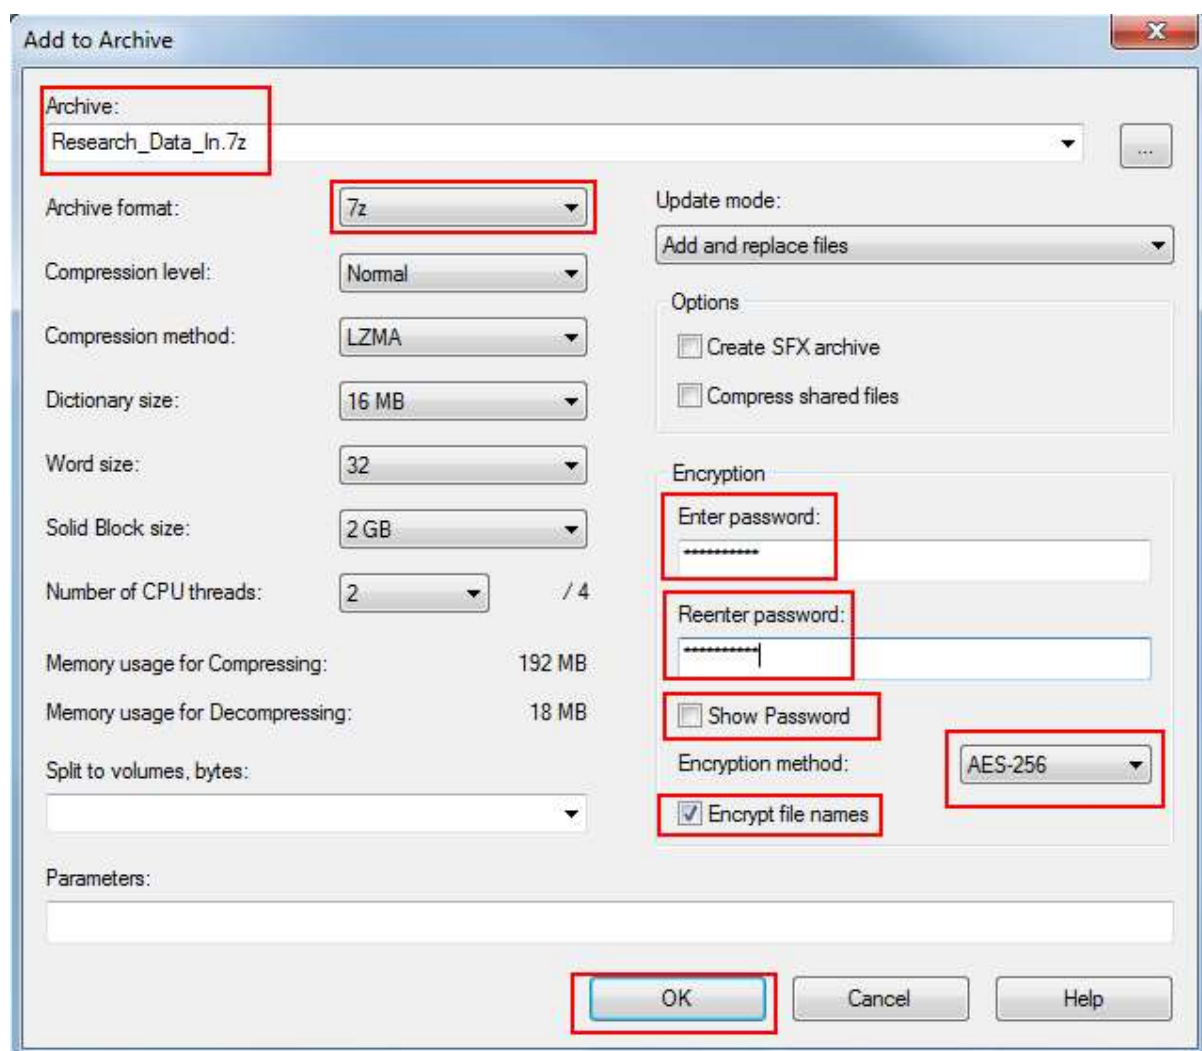 Add to Archive
Archive:
Research_Data_In.7z
...
Archive format:
7z
Compression level:
Normal
Compression method:
LZMA
Dictionary size:
16 MB
Word size:
32
Solid Block size:
2 GB
Number of CPU threads:
2
/ 4
Memory usage for Compressing:
192 MB
Memory usage for Decompressing:
18 MB
Split to volumes, bytes:
Update mode:
Add and replace files
Options
Create SFX archive
Compress shared files
Encryption
Enter password:
**********
Reenter password:
**********
Show Password
Encryption method:
AES-256
Encrypt file names
Parameters:
OK
Cancel
Help